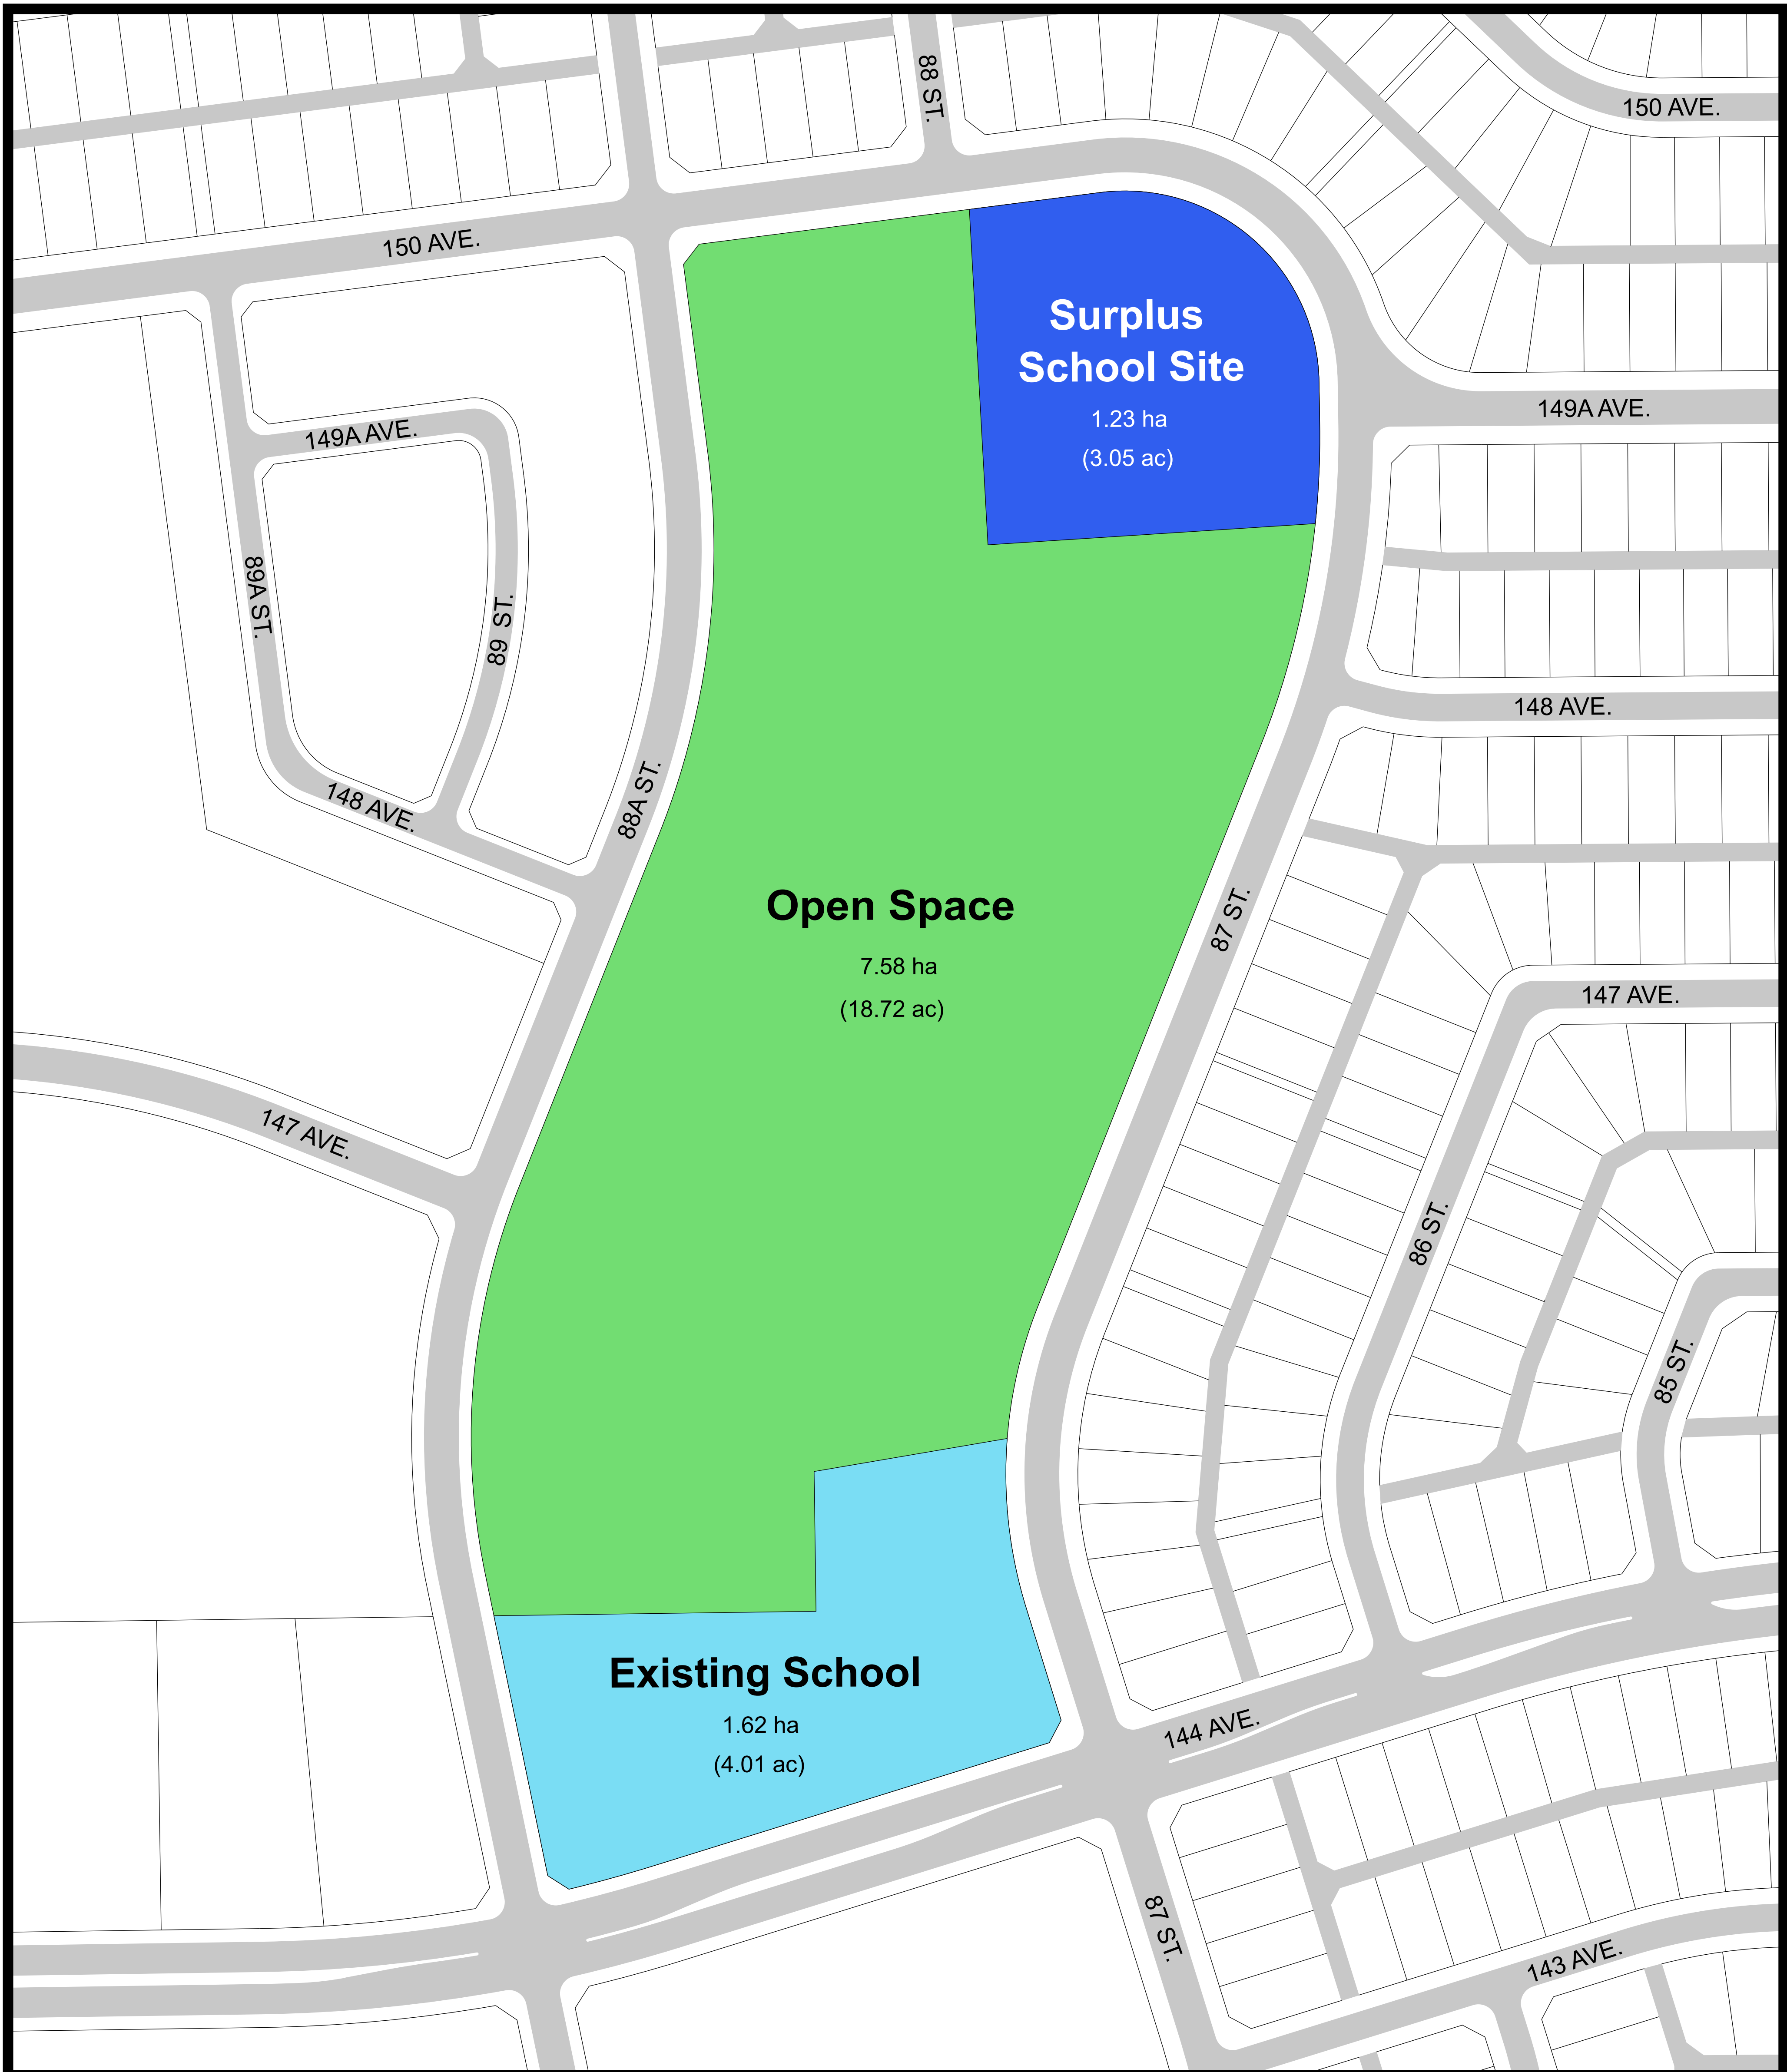 88 ST.
150 AVE.
150 AVE.
Surplus
School Site
1.23 ha
(3.05 ac)
149A AVE.
149A AVE.
89A ST.
89 ST.
148 AVE.
88A ST.
148 AVE.
Open Space
7.58 ha
(18.72 ac)
87 ST.
147 AVE.
147 AVE.
86 ST.
85 ST.
Existing School
1.62 ha
(4.01 ac)
144 AVE.
87 ST.
143 AVE.